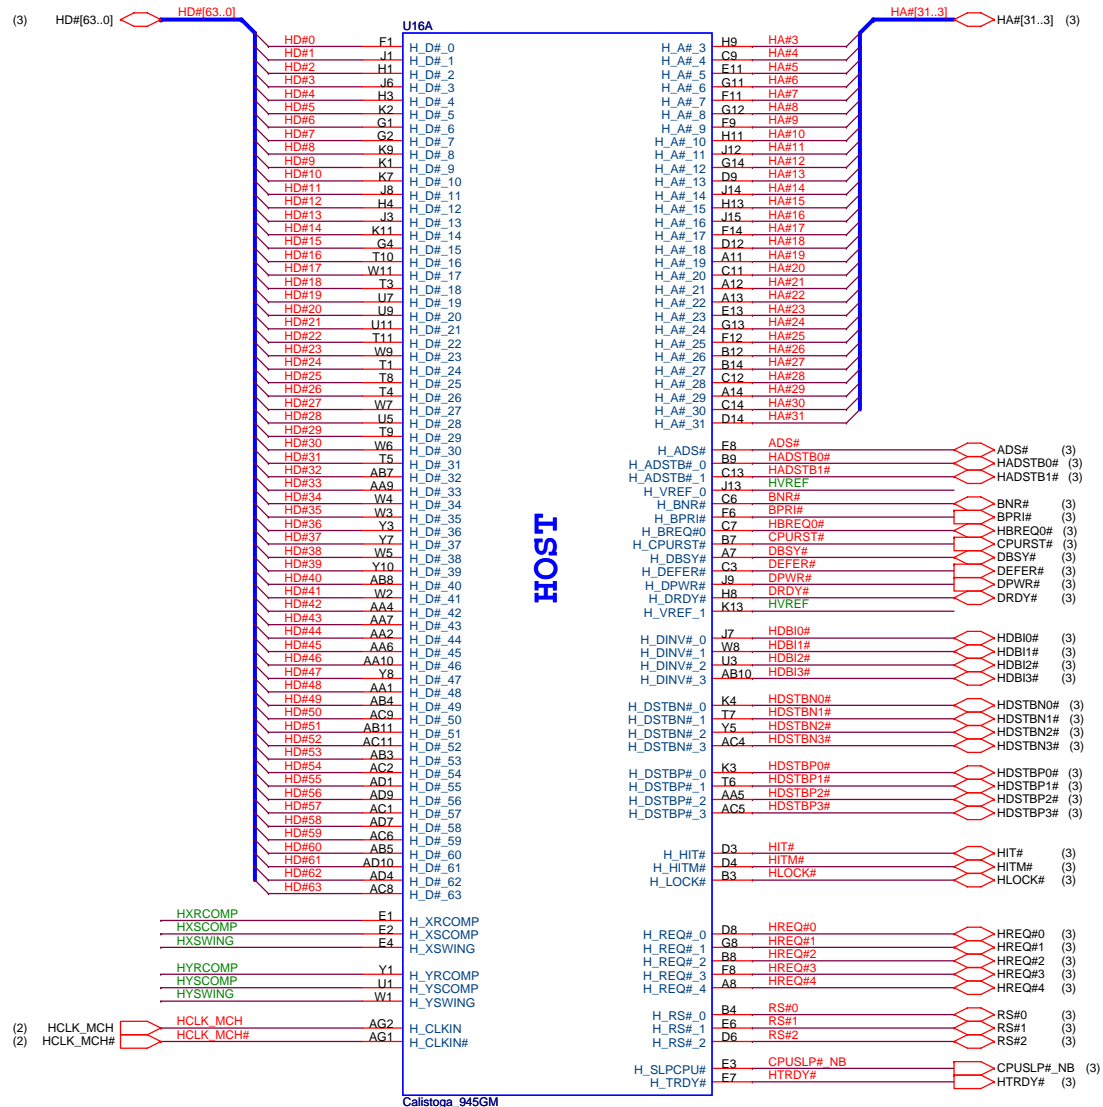 (3) HD#[63..0] HD#[63..0] HA#[31..3] HA#[31..3] (3)
U16A
HD#0 F1 H_D#_0 H_A#_3 H9 HA#3
HD#1 J1 H_D#_1 H_A#_4 C9 HA#4
HD#2 H1 H_D#_2 H_A#_5 E11 HA#5
HD#3 J6 H_D#_3 H_A#_6 G11 HA#6
HD#4 H3 H_D#_4 H_A#_7 F11 HA#7
HD#5 K2 H_D#_5 H_A#_8 G12 HA#8
HD#6 G1 H_D#_6 H_A#_9 F9 HA#9
HD#7 G2 H_D#_7 H_A#_10 H11 HA#10
HD#8 K9 H_D#_8 H_A#_11 J12 HA#11
HD#9 K1 H_D#_9 H_A#_12 G14 HA#12
HD#10 K7 H_D#_10 H_A#_13 D9 HA#13
HD#11 J8 H_D#_11 H_A#_14 J14 HA#14
HD#12 H4 H_D#_12 H_A#_15 H13 HA#15
HD#13 J3 H_D#_13 H_A#_16 J15 HA#16
HD#14 K11 H_D#_14 H_A#_17 F14 HA#17
HD#15 G4 H_D#_15 H_A#_18 D12 HA#18
HD#16 T10 H_D#_16 H_A#_19 A11 HA#19
HD#17 W11 H_D#_17 H_A#_20 C11 HA#20
HD#18 T3 H_D#_18 H_A#_21 A12 HA#21
HD#19 U7 H_D#_19 H_A#_22 A13 HA#22
HD#20 U9 H_D#_20 H_A#_23 E13 HA#23
HD#21 U11 H_D#_21 H_A#_24 G13 HA#24
HD#22 T11 H_D#_22 H_A#_25 F12 HA#25
HD#23 W9 H_D#_23 H_A#_26 B12 HA#26
HD#24 T1 H_D#_24 H_A#_27 B14 HA#27
HD#25 T8 H_D#_25 H_A#_28 C12 HA#28
HD#26 T4 H_D#_26 H_A#_29 A14 HA#29
HD#27 W7 H_D#_27 H_A#_30 C14 HA#30
HD#28 U5 H_D#_28 H_A#_31 D14 HA#31
HD#29 T9 H_D#_29
HD#30 W6 H_D#_30 H_ADS# E8 ADS# ADS# (3)
HD#31 T5 H_D#_31 H_ADSTB#_0 B9 HADSTB0# HADSTB0# (3)
HD#32 AB7 H_D#_32 H_ADSTB#_1 C13 HADSTB1# HADSTB1# (3)
HD#33 AA9 H_D#_33 H_VREF_0 J13 HVREF
HD#34 W4 H_D#_34 H_BNR# C6 BNR# BNR# (3)
HD#35 W3 H_D#_35 H_BPRI# F6 BPRI# BPRI# (3)
HD#36 Y3 H_D#_36 H_BREQ#0 C7 HBREQ0# HBREQ0# (3)
HD#37 Y7 H_D#_37 H_CPURST# B7 CPURST# CPURST# (3)
HD#38 W5 H_D#_38 H_DBSY# A7 DBSY# DBSY# (3)
HD#39 Y10 H_D#_39 H_DEFER# C3 DEFER# DEFER# (3)
HD#40 AB8 H_D#_40 H_DPWR# J9 DPWR# DPWR# (3)
HD#41 W2 H_D#_41 H_DRDY# H8 DRDY# DRDY# (3)
HD#42 AA4 H_D#_42 H_VREF_1 K13 HVREF
HD#43 AA7 H_D#_43
HD#44 AA2 H_D#_44 H_DINV#_0 J7 HDBI0# HDBI0# (3)
HD#45 AA6 H_D#_45 H_DINV#_1 W8 HDBI1# HDBI1# (3)
HD#46 AA10 H_D#_46 H_DINV#_2 U3 HDBI2# HDBI2# (3)
HD#47 Y8 H_D#_47 H_DINV#_3 AB10 HDBI3# HDBI3# (3)
HD#48 AA1 H_D#_48
HD#49 AB4 H_D#_49 H_DSTBN#_0 K4 HDSTBN0# HDSTBN0# (3)
HD#50 AC9 H_D#_50 H_DSTBN#_1 T7 HDSTBN1# HDSTBN1# (3)
HD#51 AB11 H_D#_51 H_DSTBN#_2 Y5 HDSTBN2# HDSTBN2# (3)
HD#52 AC11 H_D#_52 H_DSTBN#_3 AC4 HDSTBN3# HDSTBN3# (3)
HD#53 AB3 H_D#_53
HD#54 AC2 H_D#_54 H_DSTBP#_0 K3 HDSTBP0# HDSTBP0# (3)
HD#55 AD1 H_D#_55 H_DSTBP#_1 T6 HDSTBP1# HDSTBP1# (3)
HD#56 AD9 H_D#_56 H_DSTBP#_2 AA5 HDSTBP2# HDSTBP2# (3)
HD#57 AC1 H_D#_57 H_DSTBP#_3 AC5 HDSTBP3# HDSTBP3# (3)
HD#58 AD7 H_D#_58
HD#59 AC6 H_D#_59
HD#60 AB5 H_D#_60 H_HIT# D3 HIT# HIT# (3)
HD#61 AD10 H_D#_61 H_HITM# D4 HITM# HITM# (3)
HD#62 AD4 H_D#_62 H_LOCK# B3 HLOCK# HLOCK# (3)
HD#63 AC8 H_D#_63
HOST
HXRCOMP E1 H_XRCOMP
HXSCOMP E2 H_XSCOMP H_REQ#_0 D8 HREQ#0 HREQ#0 (3)
HXSWING E4 H_XSWING H_REQ#_1 G8 HREQ#1 HREQ#1 (3)
H_REQ#_2 B8 HREQ#2 HREQ#2 (3)
HYRCOMP Y1 H_YRCOMP H_REQ#_3 F8 HREQ#3 HREQ#3 (3)
HYSCOMP U1 H_YSCOMP H_REQ#_4 A8 HREQ#4 HREQ#4 (3)
HYSWING W1 H_YSWING
H_RS#_0 B4 RS#0 RS#0 (3)
(2) HCLK_MCH HCLK_MCH AG2 H_CLKIN H_RS#_1 E6 RS#1 RS#1 (3)
(2) HCLK_MCH# HCLK_MCH# AG1 H_CLKIN# H_RS#_2 D6 RS#2 RS#2 (3)
H_SLPCPU# E3 CPUSLP#_NB CPUSLP#_NB (3)
H_TRDY# E7 HTRDY# HTRDY# (3)
Calistoga_945GM